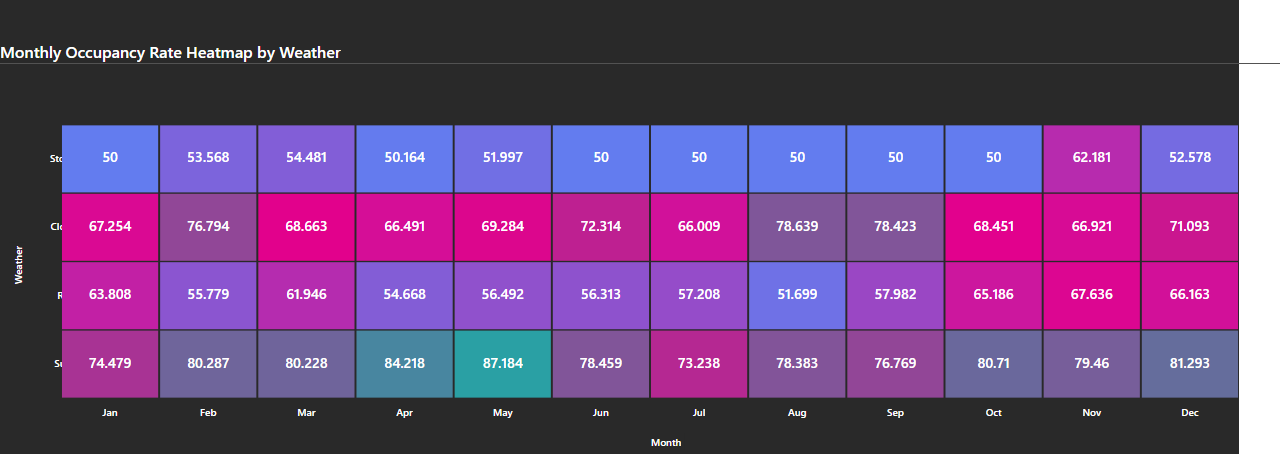 Monthly Occupancy Rate Heatmap by Weather
50 53.568 54.481 50.164 51.997 50 50 50 50 50 62.181 52.578
67.254 76.794 68.663 66.491 69.284 72.314 66.009 78.639 78.423 68.451 66.921 71.093
Weather
63.808 55.779 61.946 54.668 56.492 56.313 57.208 51.699 57.982 65.186 67.636 66.163
74.479 80.287 80.228 84.218 87.184 78.459 73.238 78.383 76.769 80.71 79.46 81.293
Jan Feb Mar Apr May Jun Jul Aug Sep Oct Nov Dec
Month